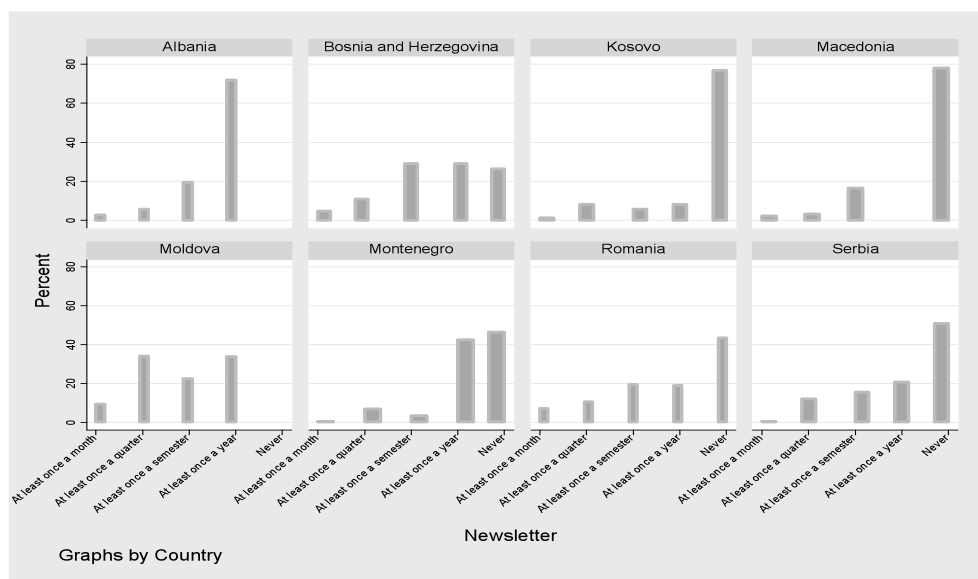 Albania Bosnia and Herzegovina Kosovo Macedonia
80
60
40
20
0
Moldova Montenegro Romania Serbia
80
60
40
20
0
Percent
At least once a month At least once a quarter At least once a semester At least once a year Never At least once a month At least once a quarter At least once a semester At least once a year Never At least once a month At least once a quarter At least once a semester At least once a year Never At least once a month At least once a quarter At least once a semester At least once a year Never
Newsletter
Graphs by Country